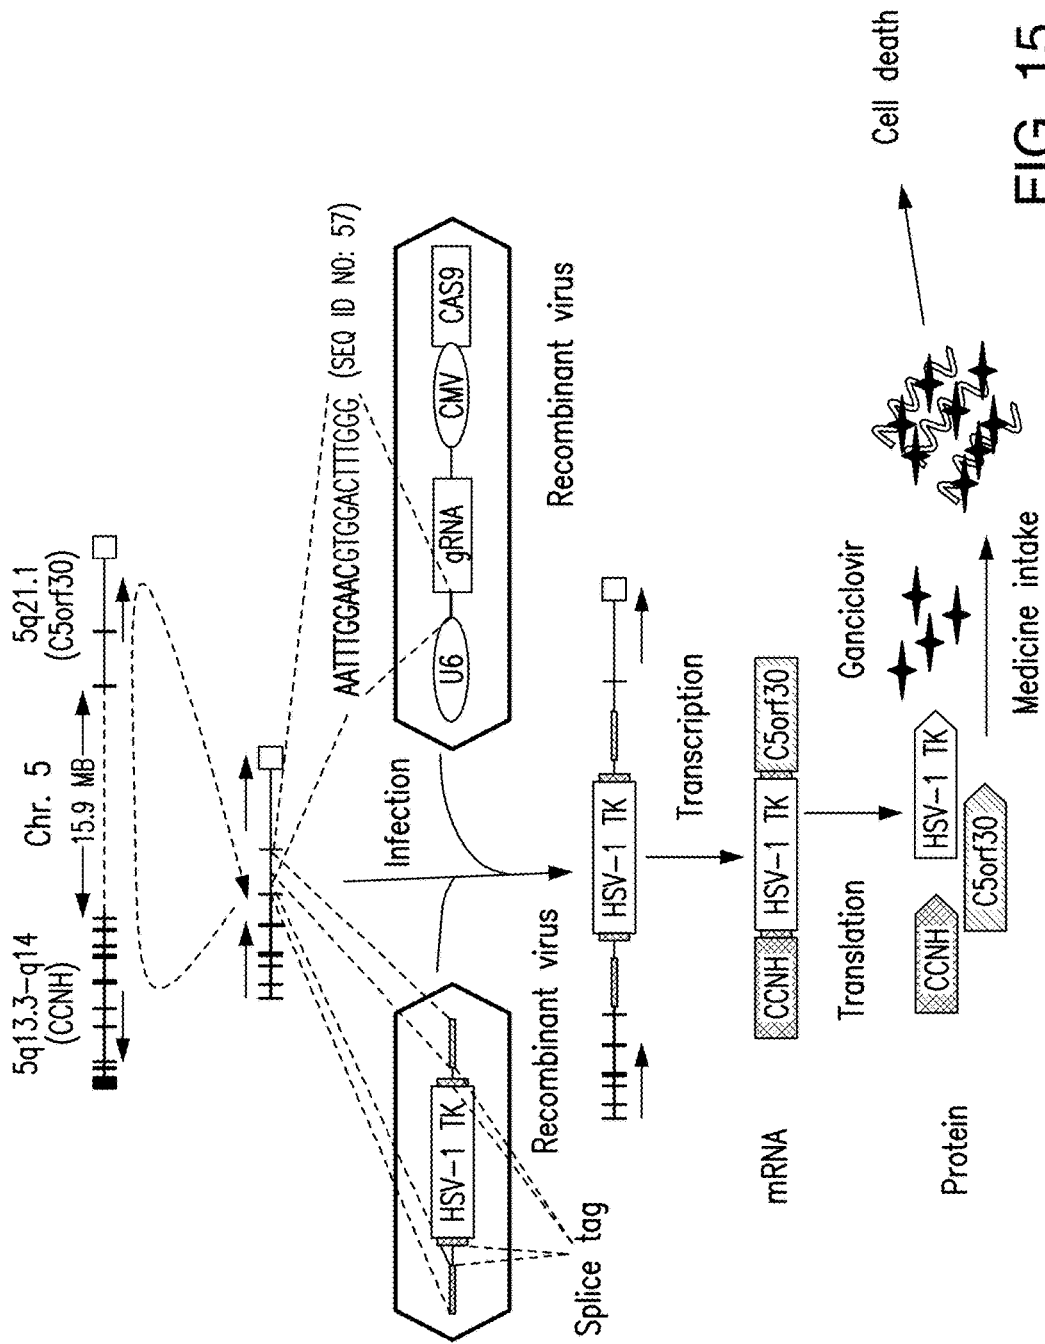 5q13.3-q14
(CCNH)
Chr. 5
15.9 MB
5q21.1
(C5orf30)
AATTTGGAACGTGGACTTTGGG (SEQ ID NO: 57)
Infection
HSV-1 TK
U6
gRNA
CMV
CAS9
Recombinant virus
Recombinant virus
Splice tag
HSV-1 TK
Transcription
mRNA
CCNH
HSV-1 TK
C5orf30
Translation
Ganciclovir
Cell death
Protein
CCNH
HSV-1 TK
C5orf30
Medicine intake
FIG. 15